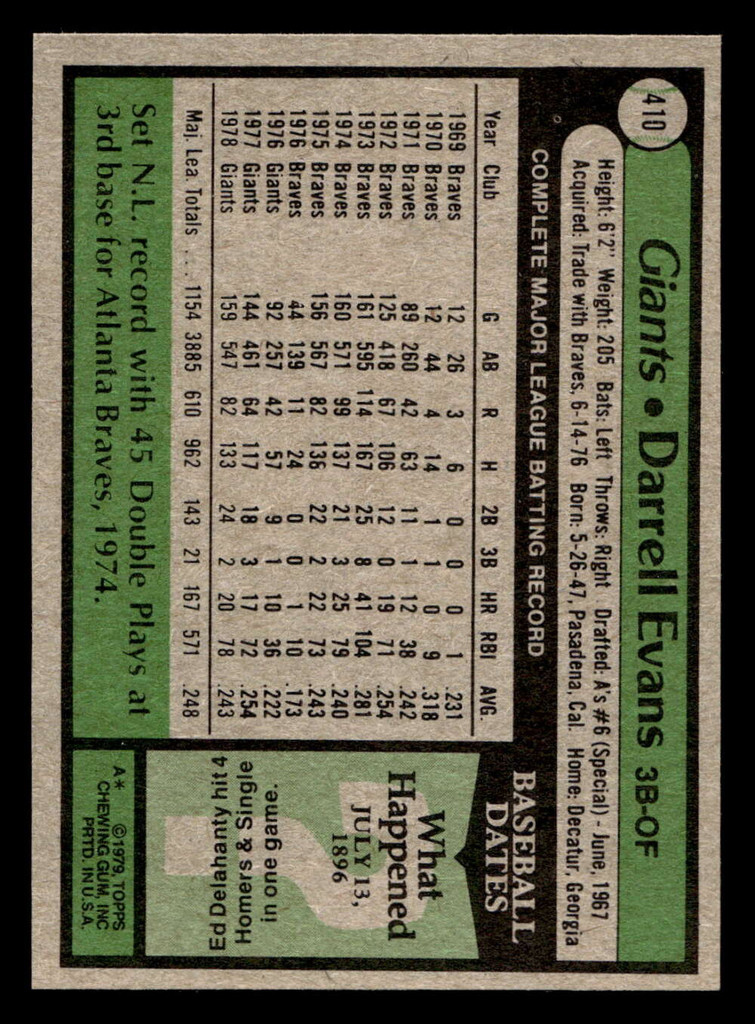 410
Giants • Darrell Evans 3B-OF
Height: 6'2" Weight: 205 Bats: Left Throws: Right Drafted: A's #6 (Special) - June, 1967
Acquired: Trade with Braves, 6-14-76 Born: 5-26-47, Pasadena, Cal. Home: Decatur, Georgia
COMPLETE MAJOR LEAGUE BATTING RECORD
Year Club G AB R H 2B 3B HR RBI AVG.
1969 Braves 12 26 3 6 0 0 0 1 .231
1970 Braves 12 44 4 14 1 1 0 9 .318
1971 Braves 89 260 42 63 11 1 12 38 .242
1972 Braves 125 418 67 106 12 0 19 71 .254
1973 Braves 161 595 114 167 25 8 41 104 .281
1974 Braves 160 571 99 137 21 3 25 79 .240
1975 Braves 156 567 82 136 22 2 22 73 .243
1976 Braves 44 139 11 24 0 0 1 10 .173
1976 Giants 92 257 42 57 9 1 10 36 .222
1977 Giants 144 461 64 117 18 3 17 72 .254
1978 Giants 159 547 82 133 24 2 20 78 .243
Maj. Lea. Totals ... 1154 3885 610 962 143 21 167 571 .248
Set N.L. record with 45 Double Plays at
3rd base for Atlanta Braves, 1974.
BASEBALL
DATES
What
Happened
JULY 13,
1896
Ed Delahanty hit 4
Homers & Single
in one game.
A* ©1979, TOPPS
CHEWING GUM, INC
PRTD. IN U.S.A.